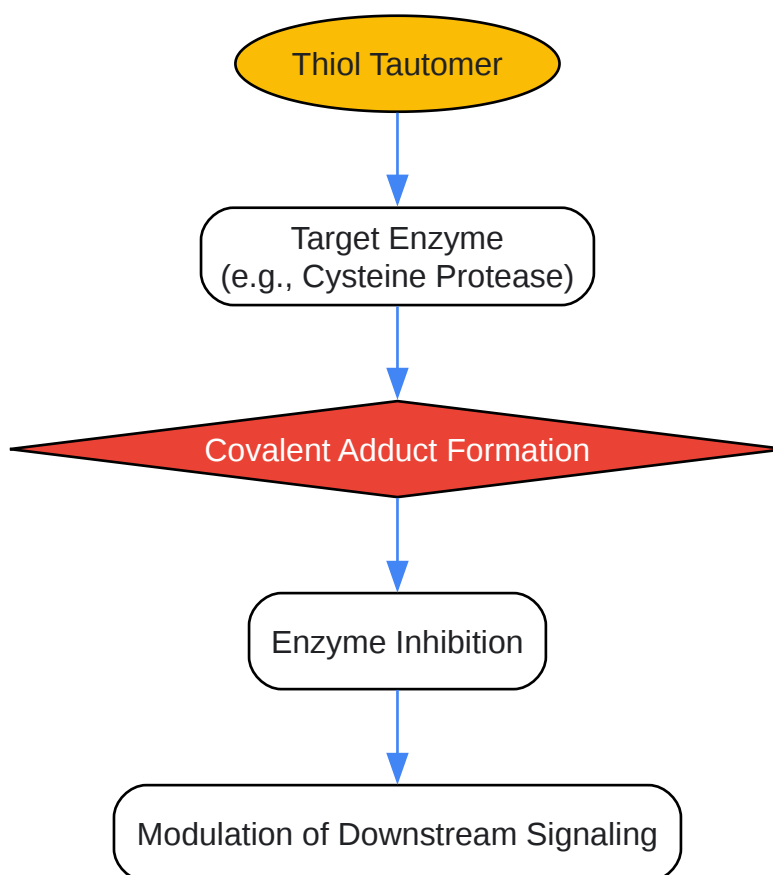 Thiol Tautomer
Target Enzyme
(e.g., Cysteine Protease)
Covalent Adduct Formation
Enzyme Inhibition
Modulation of Downstream Signaling